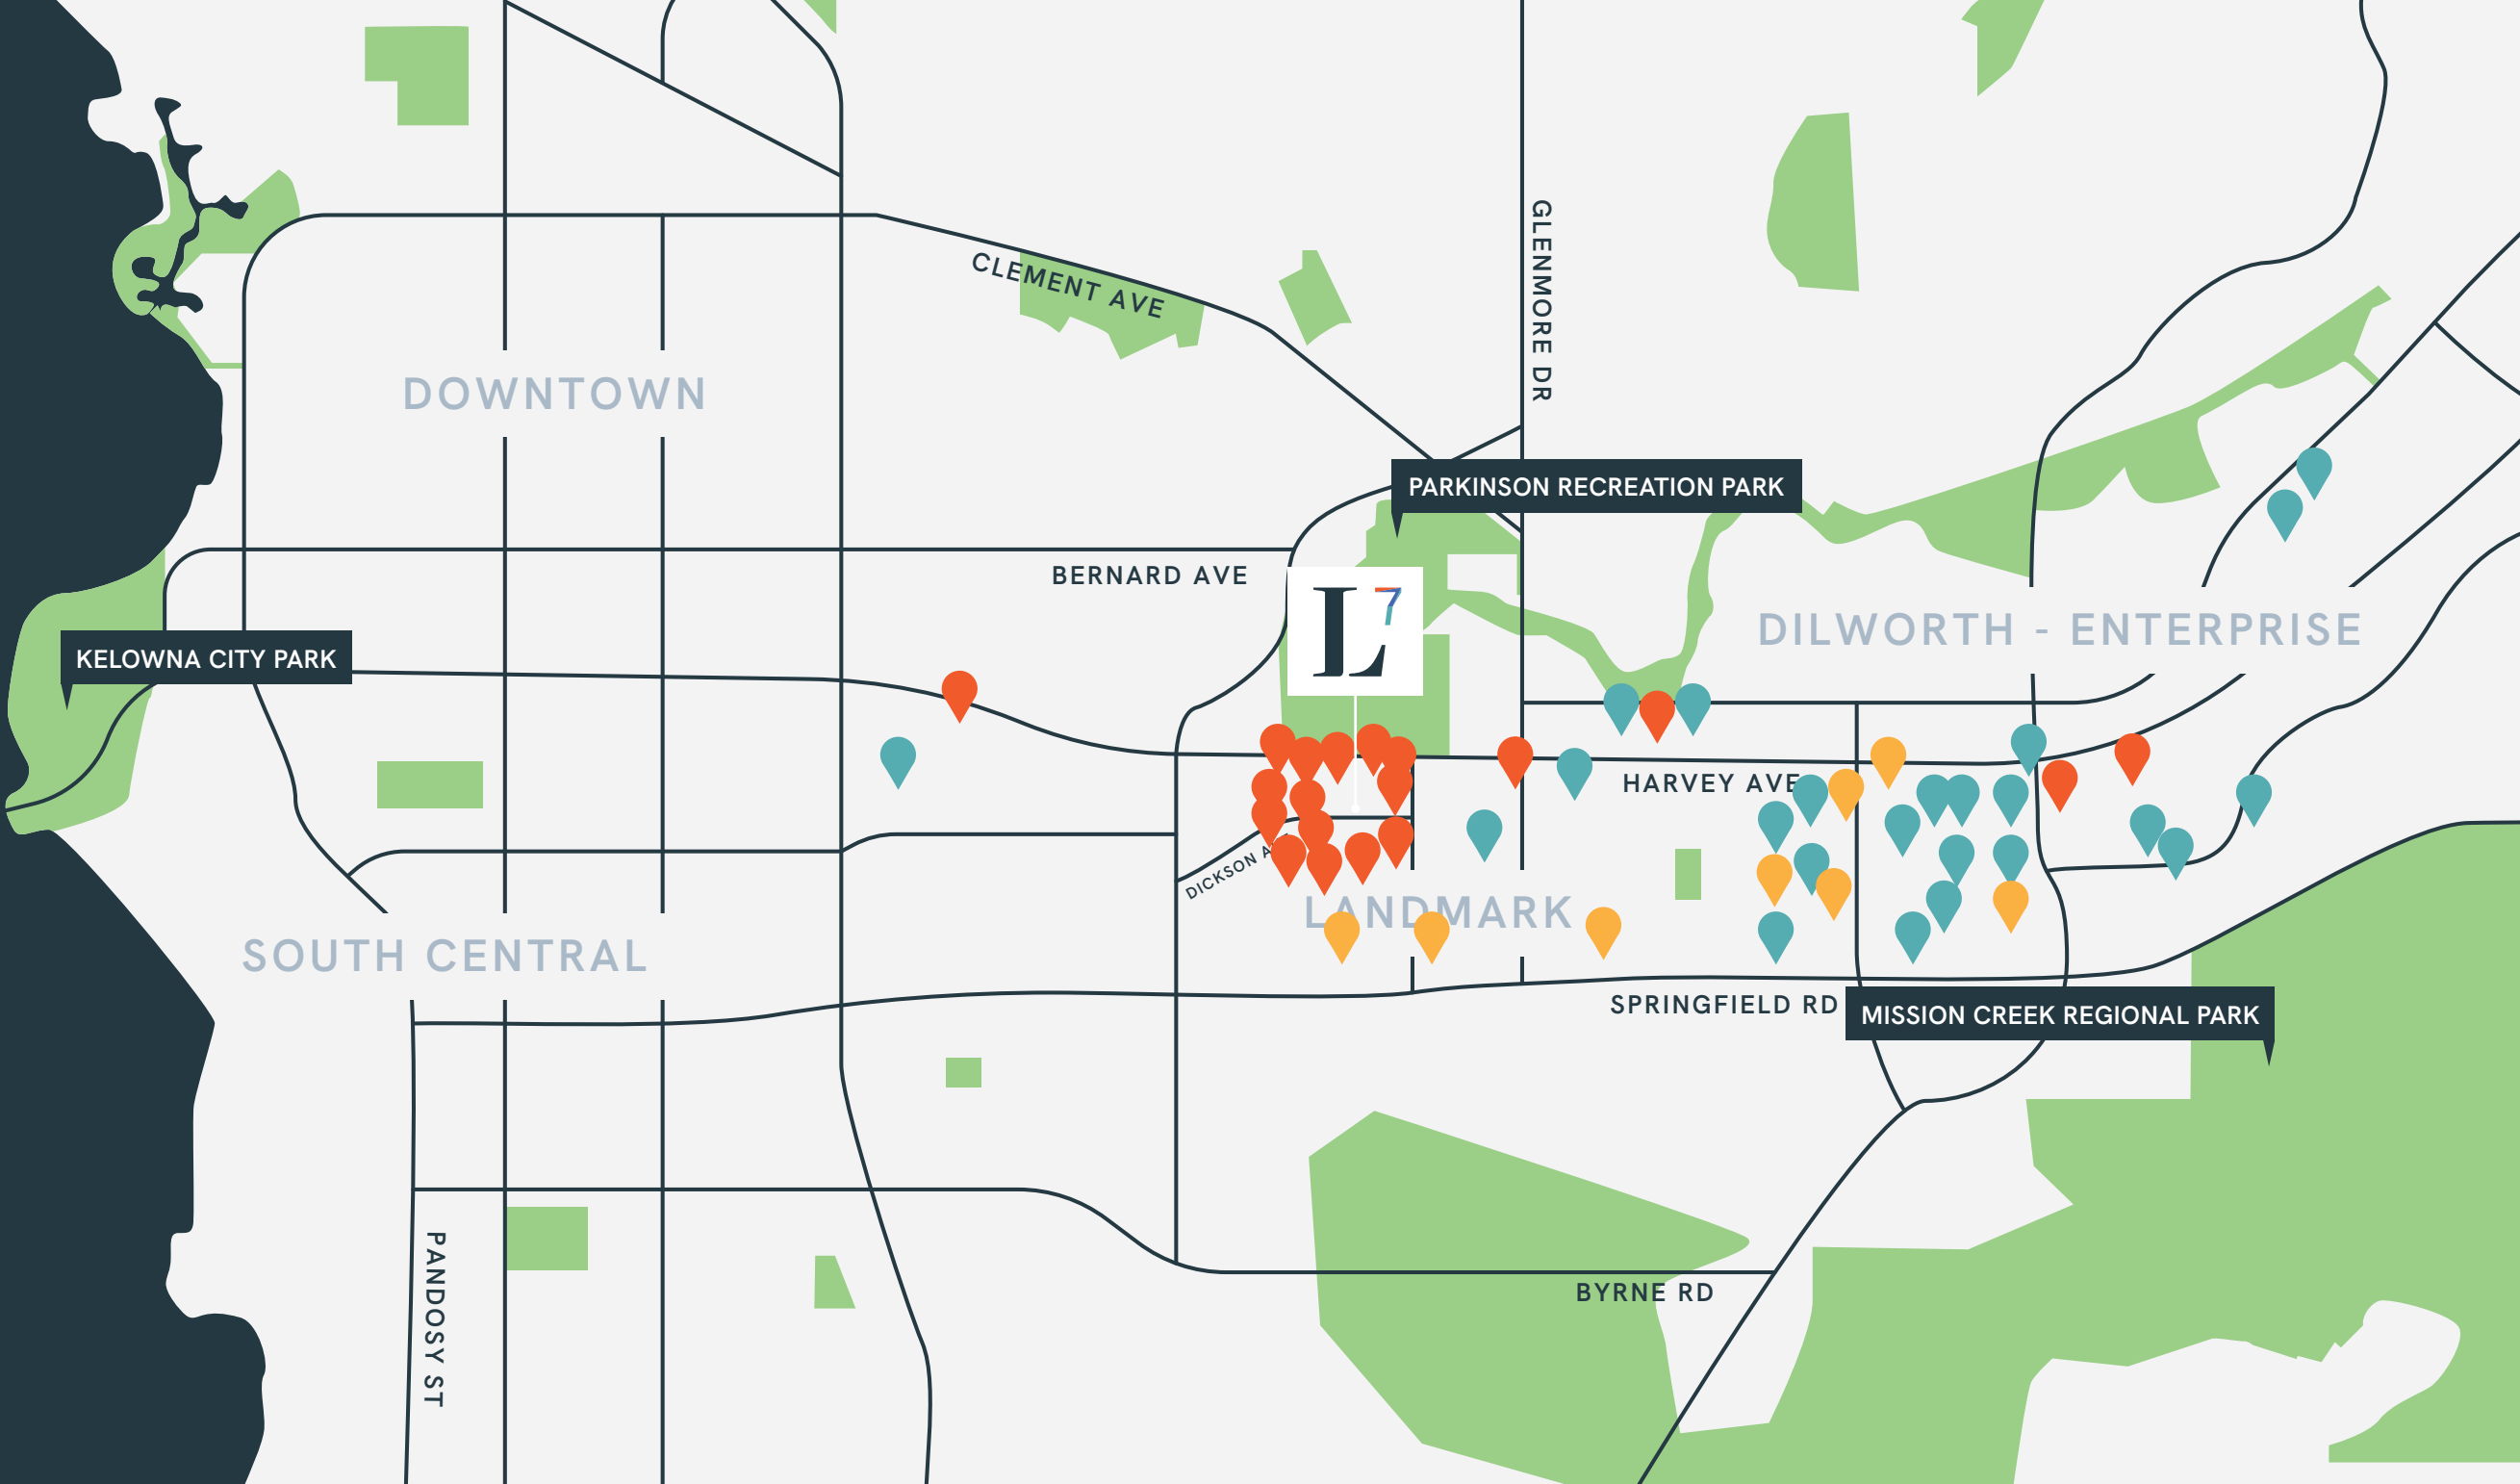 GLENMORE DR
CLEMENT AVE
DOWNTOWN
PARKINSON RECREATION PARK
BERNARD AVE
L7
DILWORTH - ENTERPRISE
KELOWNA CITY PARK
HARVEY AVE
DICKSON A
LANDMARK
SOUTH CENTRAL
SPRINGFIELD RD
MISSION CREEK REGIONAL PARK
PANDOSY ST
BYRNE RD